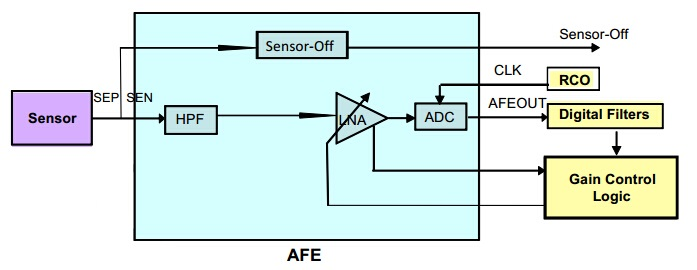 Sensor-Off
Sensor-Off
CLK
RCO
SEP
SEN
AFEOUT
Sensor
HPF
LNA
ADC
Digital Filters
Gain Control
Logic
AFE